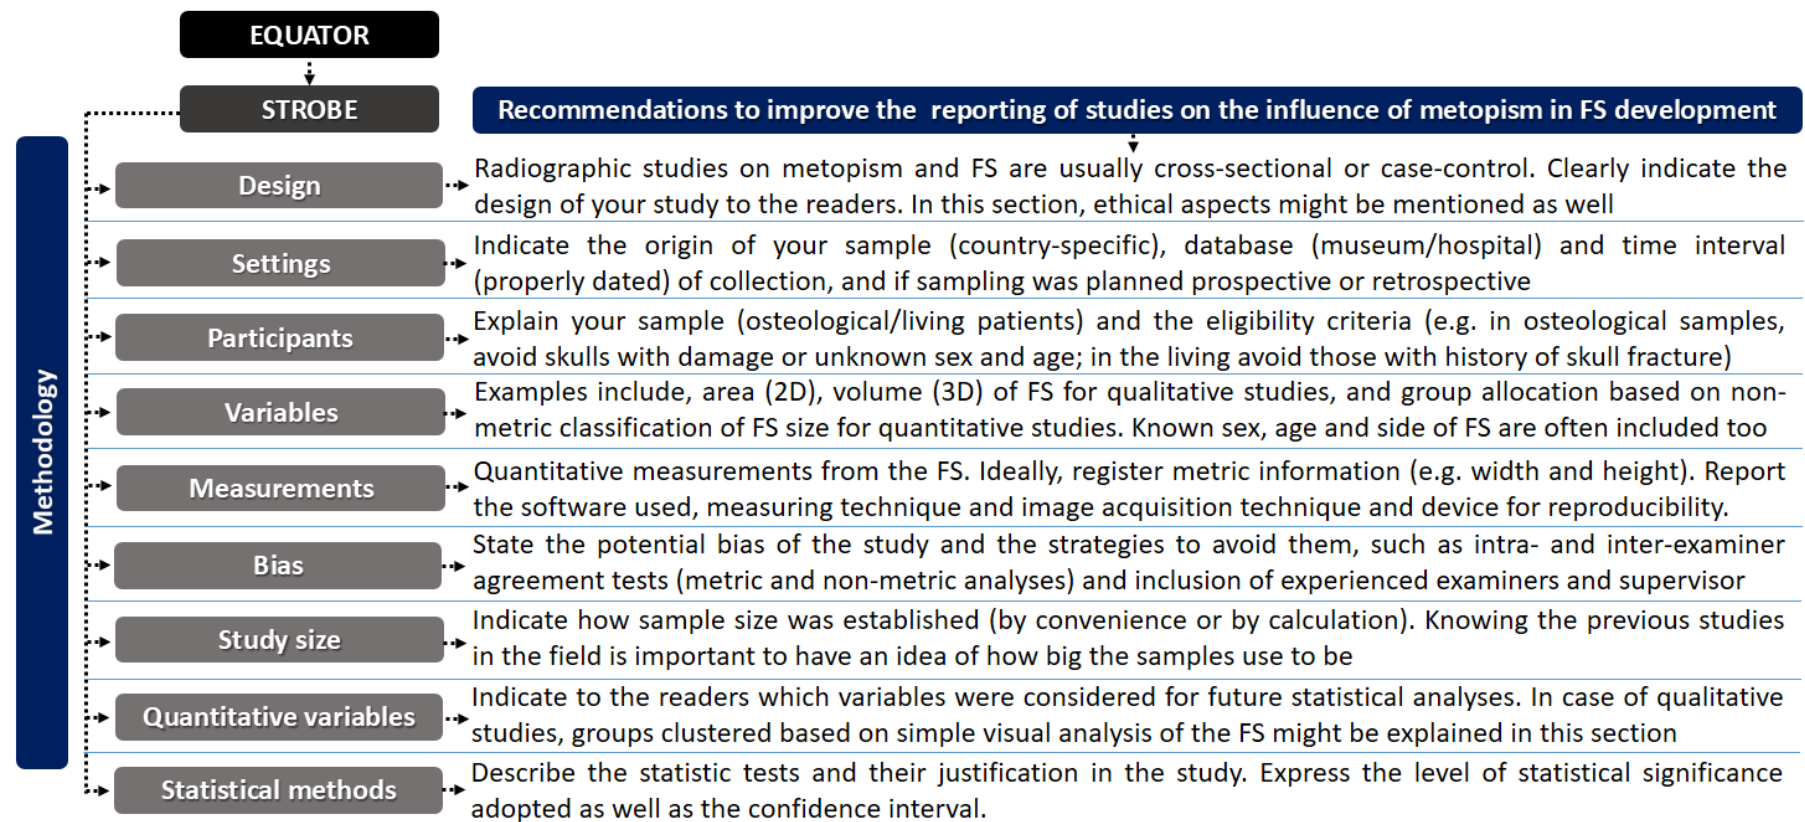 EQUATOR
STROBE
Recommendations to improve the reporting of studies on the influence of metopism in FS development
Methodology
Design
Radiographic studies on metopism and FS are usually cross-sectional or case-control. Clearly indicate the
design of your study to the readers. In this section, ethical aspects might be mentioned as well
Settings
Indicate the origin of your sample (country-specific), database (museum/hospital) and time interval
(properly dated) of collection, and if sampling was planned prospective or retrospective
Participants
Explain your sample (osteological/living patients) and the eligibility criteria (e.g. in osteological samples,
avoid skulls with damage or unknown sex and age; in the living avoid those with history of skull fracture)
Variables
Examples include, area (2D), volume (3D) of FS for qualitative studies, and group allocation based on non-
metric classification of FS size for quantitative studies. Known sex, age and side of FS are often included too
Measurements
Quantitative measurements from the FS. Ideally, register metric information (e.g. width and height). Report
the software used, measuring technique and image acquisition technique and device for reproducibility.
Bias
State the potential bias of the study and the strategies to avoid them, such as intra- and inter-examiner
agreement tests (metric and non-metric analyses) and inclusion of experienced examiners and supervisor
Study size
Indicate how sample size was established (by convenience or by calculation). Knowing the previous studies
in the field is important to have an idea of how big the samples use to be
Quantitative variables
Indicate to the readers which variables were considered for future statistical analyses. In case of qualitative
studies, groups clustered based on simple visual analysis of the FS might be explained in this section
Statistical methods
Describe the statistic tests and their justification in the study. Express the level of statistical significance
adopted as well as the confidence interval.